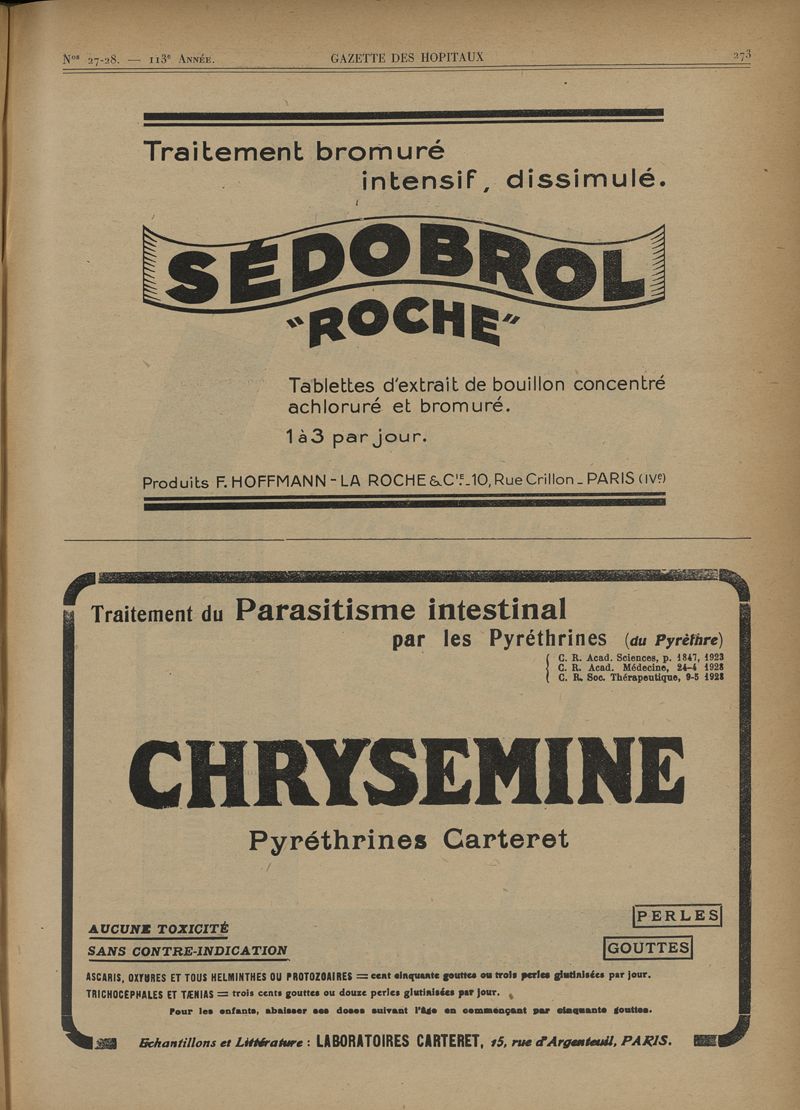 Nos 27-28. — 113e Année.
GAZETTE DES HOPITAUX
273
Traitement bromuré
intensif, dissimulé.
SÉDOBROL
"ROCHE"
Tablettes d'extrait de bouillon concentré
achloruré et bromuré.
1 à 3 par jour.
Produits F. HOFFMANN - LA ROCHE & Cie. - 10, Rue Crillon - PARIS (IVe)
Traitement du Parasitisme intestinal
par les Pyréthrines (du Pyrèthre)
C. R. Acad. Sciences, p. 1847, 1923
C. R. Acad. Médecine, 24-4 1928
C. R. Soc. Thérapeutique, 9-5 1928
CHRYSEMINE
Pyréthrines Carteret
AUCUNE TOXICITÉ
SANS CONTRE-INDICATION
PERLES
GOUTTES
ASCARIS, OXYURES ET TOUS HELMINTHES OU PROTOZOAIRES = cent cinquante gouttes ou trois perles glutinisées par jour.
TRICHOCÉPHALES ET TÆNIAS = trois cents gouttes ou douze perles glutinisées par jour.
Pour les enfants, abaisser ses doses suivant l'âge en commençant par cinquante gouttes.
Echantillons et Littérature : LABORATOIRES CARTERET, 15, rue d'Argenteuil, PARIS.